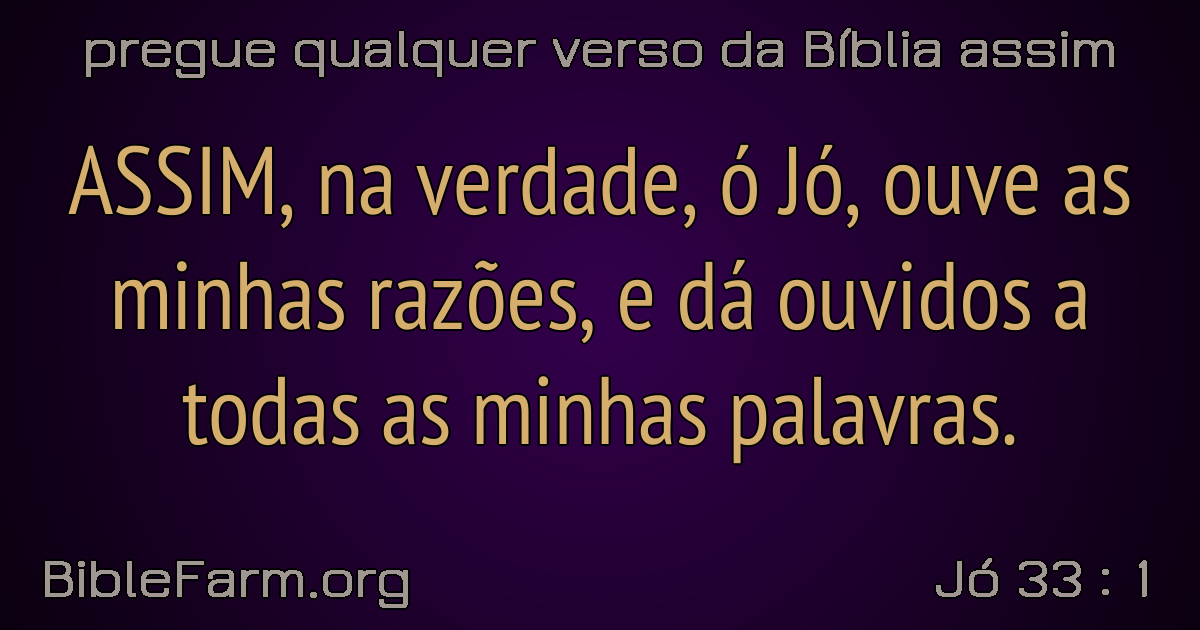 pregue qualquer verso da Bíblia assim
ASSIM, na verdade, ó Jó, ouve as
minhas razões, e dá ouvidos a
todas as minhas palavras.
BibleFarm.org
Jó 33 : 1